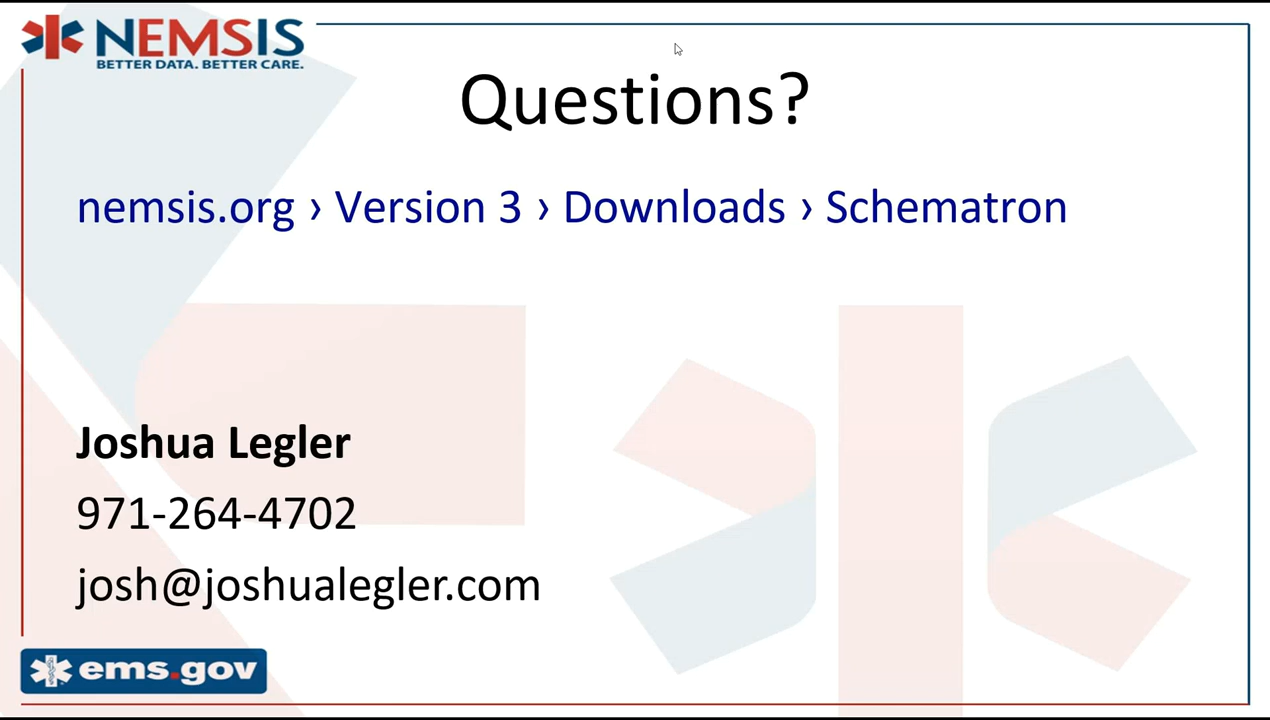 NEMSIS
BETTER DATA. BETTER CARE.
Questions?
nemsis.org › Version 3 › Downloads › Schematron
Joshua Legler
971-264-4702
josh@joshualegler.com
ems.gov